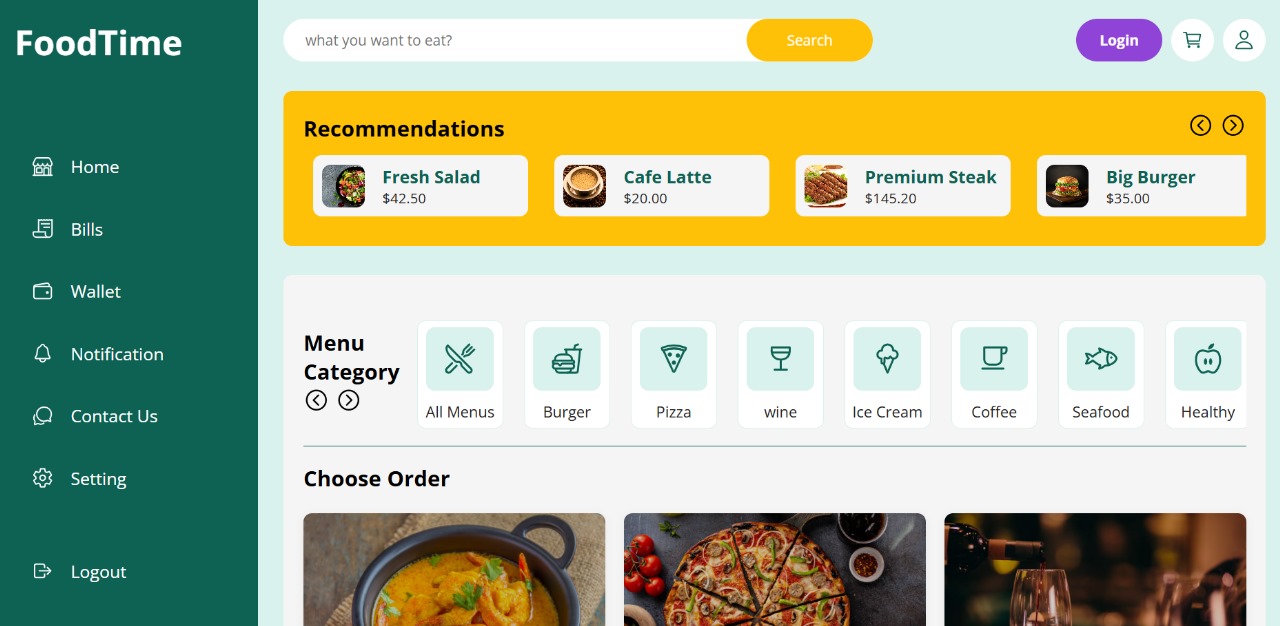 FoodTime
Home
Bills
Wallet
Notification
Contact Us
Setting
Logout
what you want to eat?
Search
Login
Recommendations
Fresh Salad
$42.50
Cafe Latte
$20.00
Premium Steak
$145.20
Big Burger
$35.00
Menu
Category
All Menus
Burger
Pizza
wine
Ice Cream
Coffee
Seafood
Healthy
Choose Order